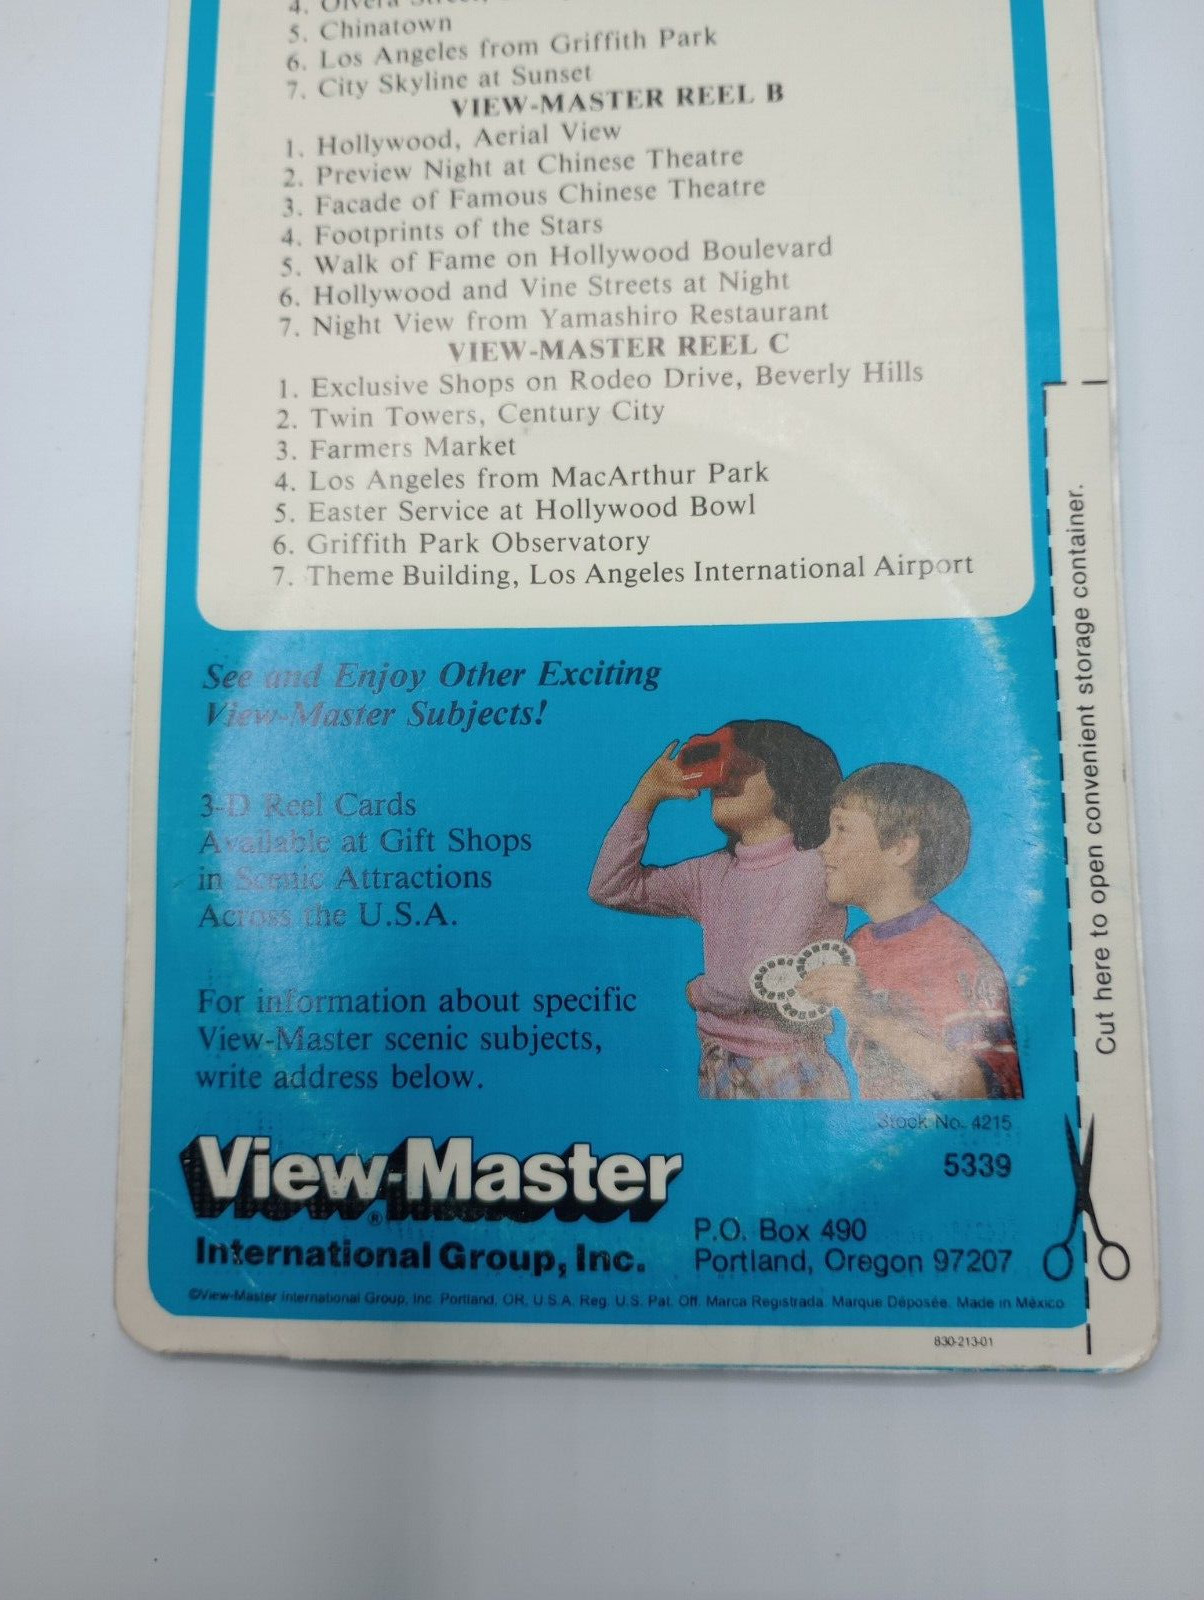 4. Olvera Street,
5. Chinatown
6. Los Angeles from Griffith Park
7. City Skyline at Sunset
VIEW-MASTER REEL B
1. Hollywood, Aerial View
2. Preview Night at Chinese Theatre
3. Facade of Famous Chinese Theatre
4. Footprints of the Stars
5. Walk of Fame on Hollywood Boulevard
6. Hollywood and Vine Streets at Night
7. Night View from Yamashiro Restaurant
VIEW-MASTER REEL C
1. Exclusive Shops on Rodeo Drive, Beverly Hills
2. Twin Towers, Century City
3. Farmers Market
4. Los Angeles from MacArthur Park
5. Easter Service at Hollywood Bowl
6. Griffith Park Observatory
7. Theme Building, Los Angeles International Airport
See and Enjoy Other Exciting
View-Master Subjects!
3-D Reel Cards
Available at Gift Shops
in Scenic Attractions
Across the U.S.A.
For information about specific
View-Master scenic subjects,
write address below.
Stock No. 4215
5339
View-Master
®
International Group, Inc.
P.O. Box 490
Portland, Oregon 97207
©View-Master International Group, Inc. Portland, OR, U.S.A. Reg. U.S. Pat. Off. Marca Registrada. Marque Déposée. Made in México
830-213-01
Cut here to open convenient storage container.